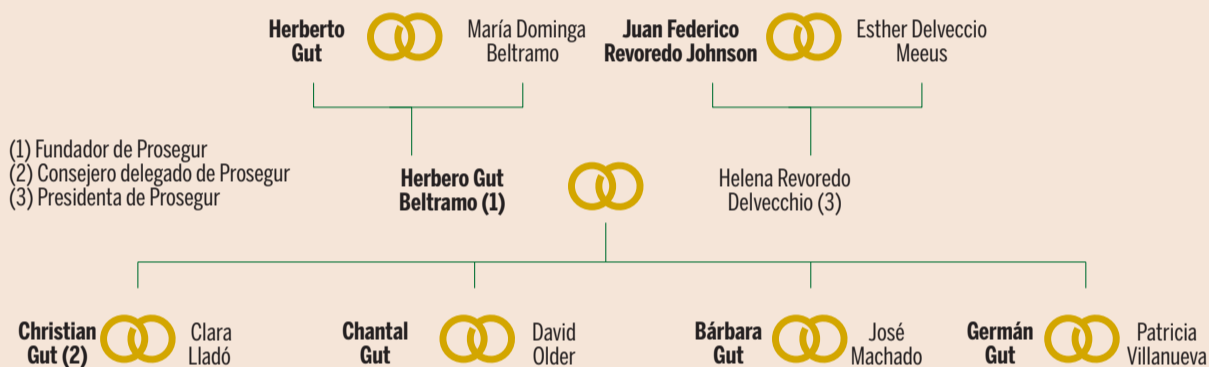 Herberto
Gut
María Dominga
Beltramo
Juan Federico
Revoredo Johnson
Esther Delveccio
Meeus
(1) Fundador de Prosegur
(2) Consejero delegado de Prosegur
(3) Presidenta de Prosegur
Herbero Gut
Beltramo (1)
Helena Revoredo
Delvecchio (3)
Christian
Gut (2)
Clara
Lladó
Chantal
Gut
David
Older
Bárbara
Gut
José
Machado
Germán
Gut
Patricia
Villanueva